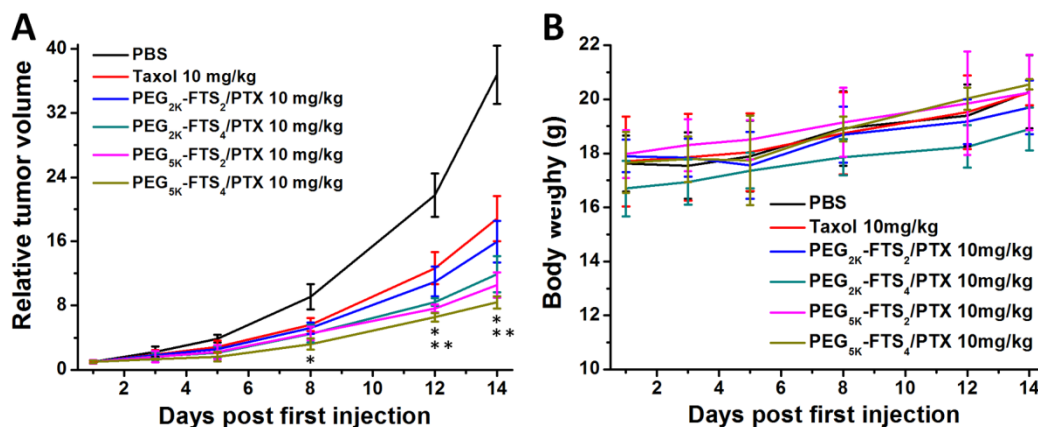 A
Relative tumor volume
40
32
24
16
8
0
PBS
Taxol 10 mg/kg
PEG2K-FTS2/PTX 10 mg/kg
PEG2K-FTS4/PTX 10 mg/kg
PEG5K-FTS2/PTX 10 mg/kg
PEG5K-FTS4/PTX 10 mg/kg
*
*
**
*
**
2 4 6 8 10 12 14
Days post first injection
B
Body weighy (g)
22
20
18
16
14
12
10
PBS
Taxol 10mg/kg
PEG2K-FTS2/PTX 10mg/kg
PEG2K-FTS4/PTX 10mg/kg
PEG5K-FTS2/PTX 10mg/kg
PEG5K-FTS4/PTX 10mg/kg
2 4 6 8 10 12 14
Days post first injection